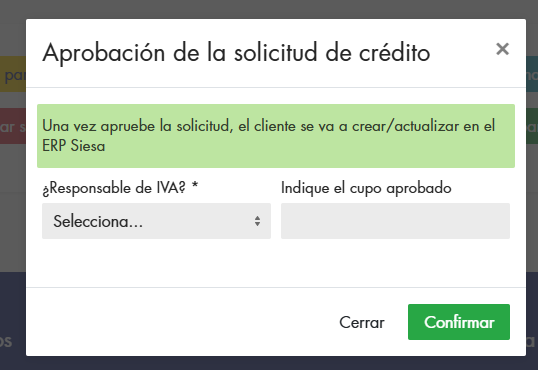 Aprobación de la solicitud de crédito ×
Una vez apruebe la solicitud, el cliente se va a crear/actualizar en el
ERP Siesa
¿Responsable de IVA? * Indique el cupo aprobado
Selecciona...
Cerrar Confirmar